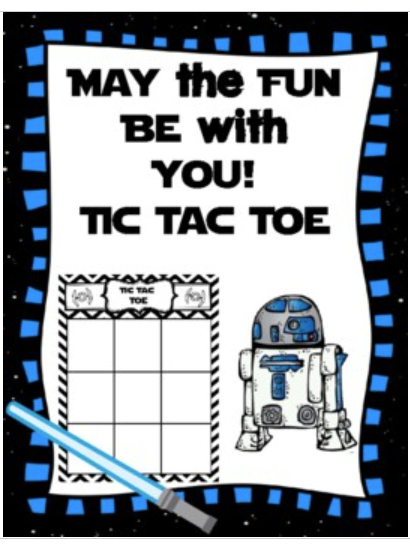 MAY the FUN
BE with
YOU!
TIC TAC TOE
TIC TAC
TOE